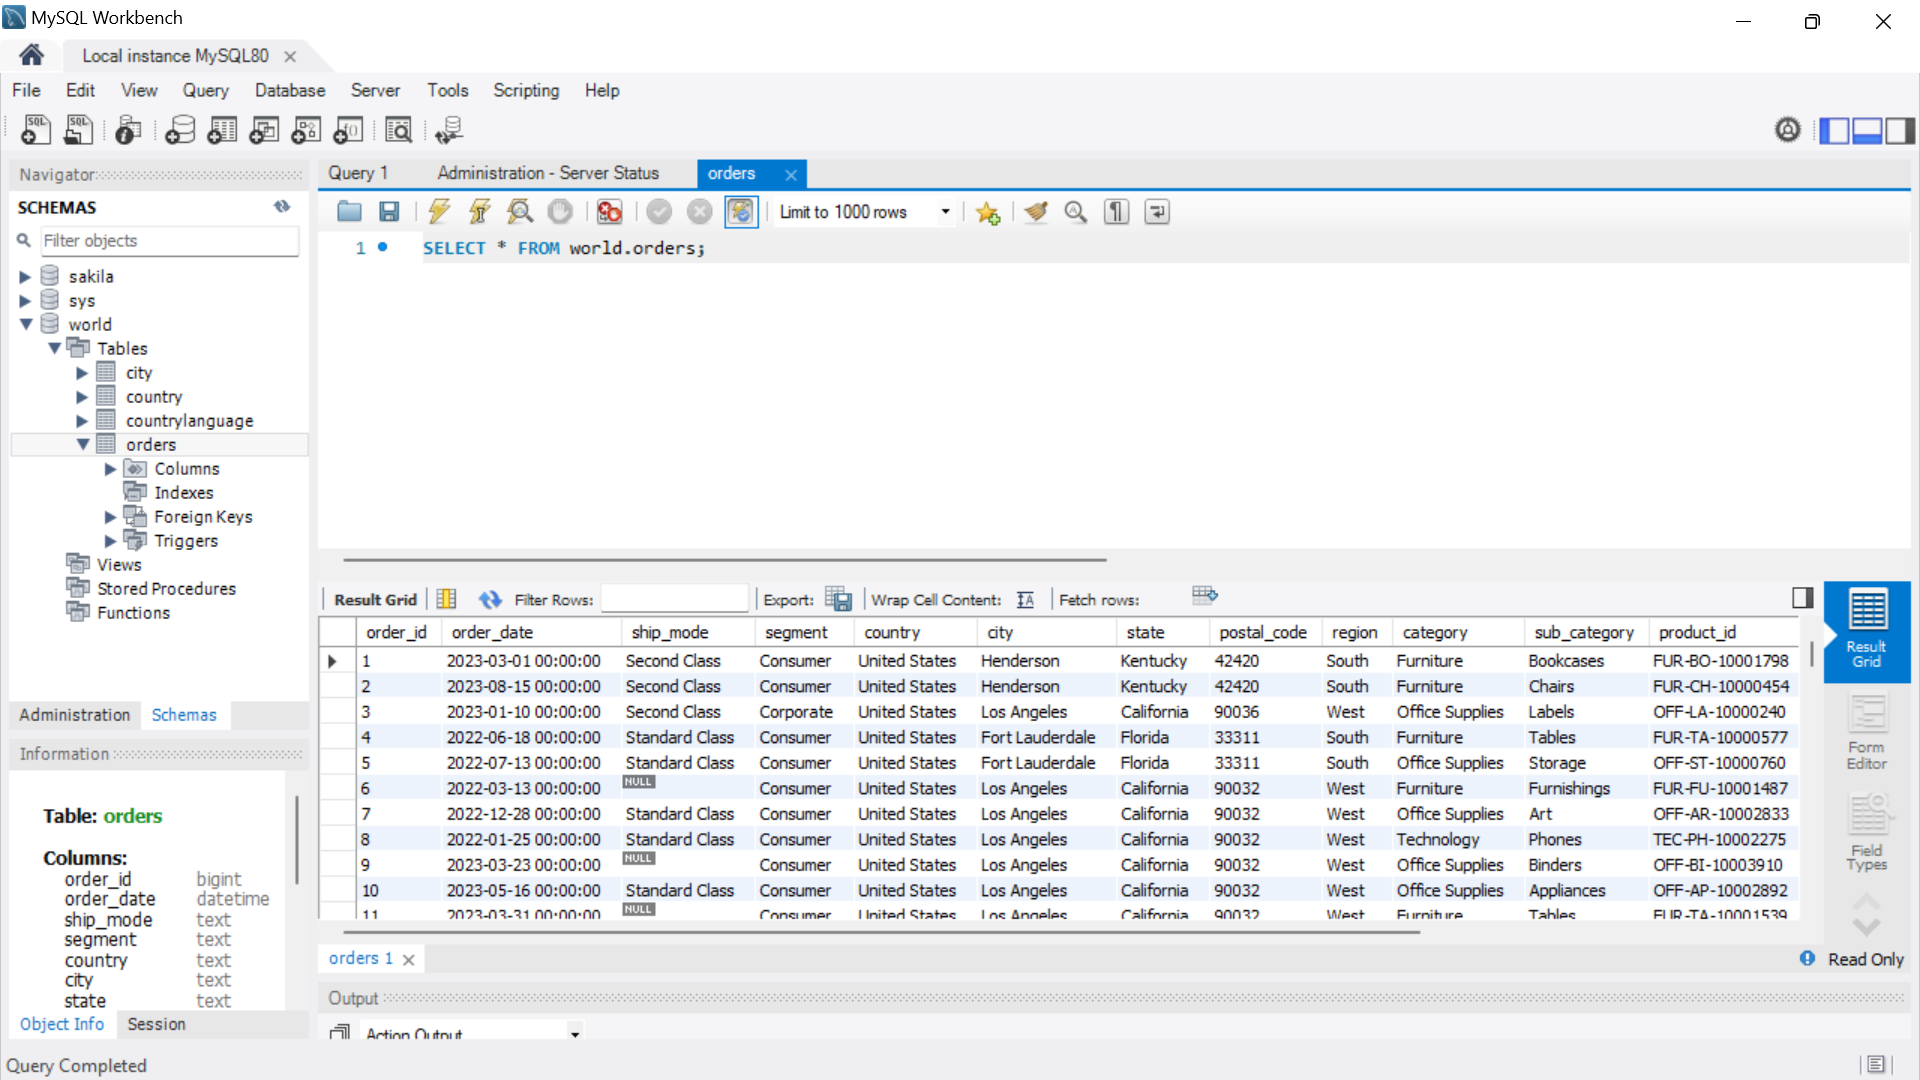 MySQL Workbench
Local instance MySQL80
File Edit View Query Database Server Tools Scripting Help
Navigator
SCHEMAS
Filter objects
sakila
sys
world
Tables
city
country
countrylanguage
orders
Columns
Indexes
Foreign Keys
Triggers
Views
Stored Procedures
Functions
Administration Schemas
Information
Table: orders
Columns:
order_id bigint
order_date datetime
ship_mode text
segment text
country text
city text
state text
Object Info Session
Query 1 Administration - Server Status orders
Limit to 1000 rows
1 SELECT * FROM world.orders;
Result Grid Filter Rows: Export: Wrap Cell Content: Fetch rows:
order_id order_date ship_mode segment country city state postal_code region category sub_category product_id
1 2023-03-01 00:00:00 Second Class Consumer United States Henderson Kentucky 42420 South Furniture Bookcases FUR-BO-10001798
2 2023-08-15 00:00:00 Second Class Consumer United States Henderson Kentucky 42420 South Furniture Chairs FUR-CH-10000454
3 2023-01-10 00:00:00 Second Class Corporate United States Los Angeles California 90036 West Office Supplies Labels OFF-LA-10000240
4 2022-06-18 00:00:00 Standard Class Consumer United States Fort Lauderdale Florida 33311 South Furniture Tables FUR-TA-10000577
5 2022-07-13 00:00:00 Standard Class Consumer United States Fort Lauderdale Florida 33311 South Office Supplies Storage OFF-ST-10000760
6 2022-03-13 00:00:00 NULL Consumer United States Los Angeles California 90032 West Furniture Furnishings FUR-FU-10001487
7 2022-12-28 00:00:00 Standard Class Consumer United States Los Angeles California 90032 West Office Supplies Art OFF-AR-10002833
8 2022-01-25 00:00:00 Standard Class Consumer United States Los Angeles California 90032 West Technology Phones TEC-PH-10002275
9 2023-03-23 00:00:00 NULL Consumer United States Los Angeles California 90032 West Office Supplies Binders OFF-BI-10003910
10 2023-05-16 00:00:00 Standard Class Consumer United States Los Angeles California 90032 West Office Supplies Appliances OFF-AP-10002892
11 2023-03-31 00:00:00 NULL Consumer United States Los Angeles California 90032 West Furniture Tables FUR-TA-10001539
Result
Grid
Form
Editor
Field
Types
orders 1
Read Only
Output
Action Output
Query Completed